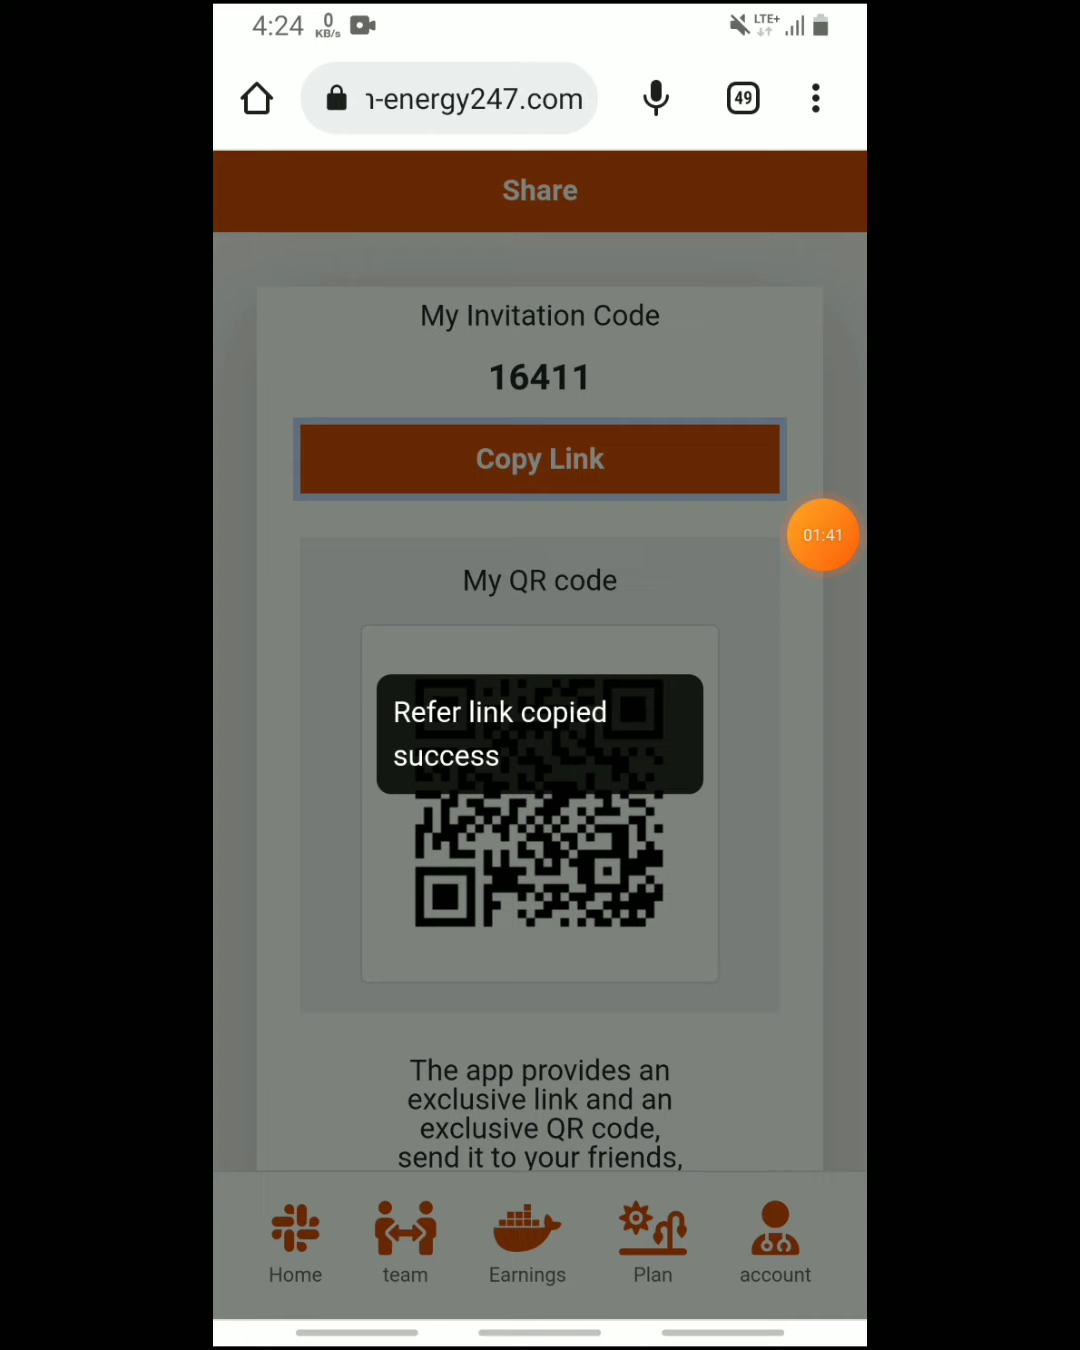 4:24 0 KB/s LTE+
η-energy247.com 49
Share
My Invitation Code
16411
Copy Link
01:41
My QR code
Refer link copied
success
The app provides an
exclusive link and an
exclusive QR code,
send it to your friends,
Home team Earnings Plan account